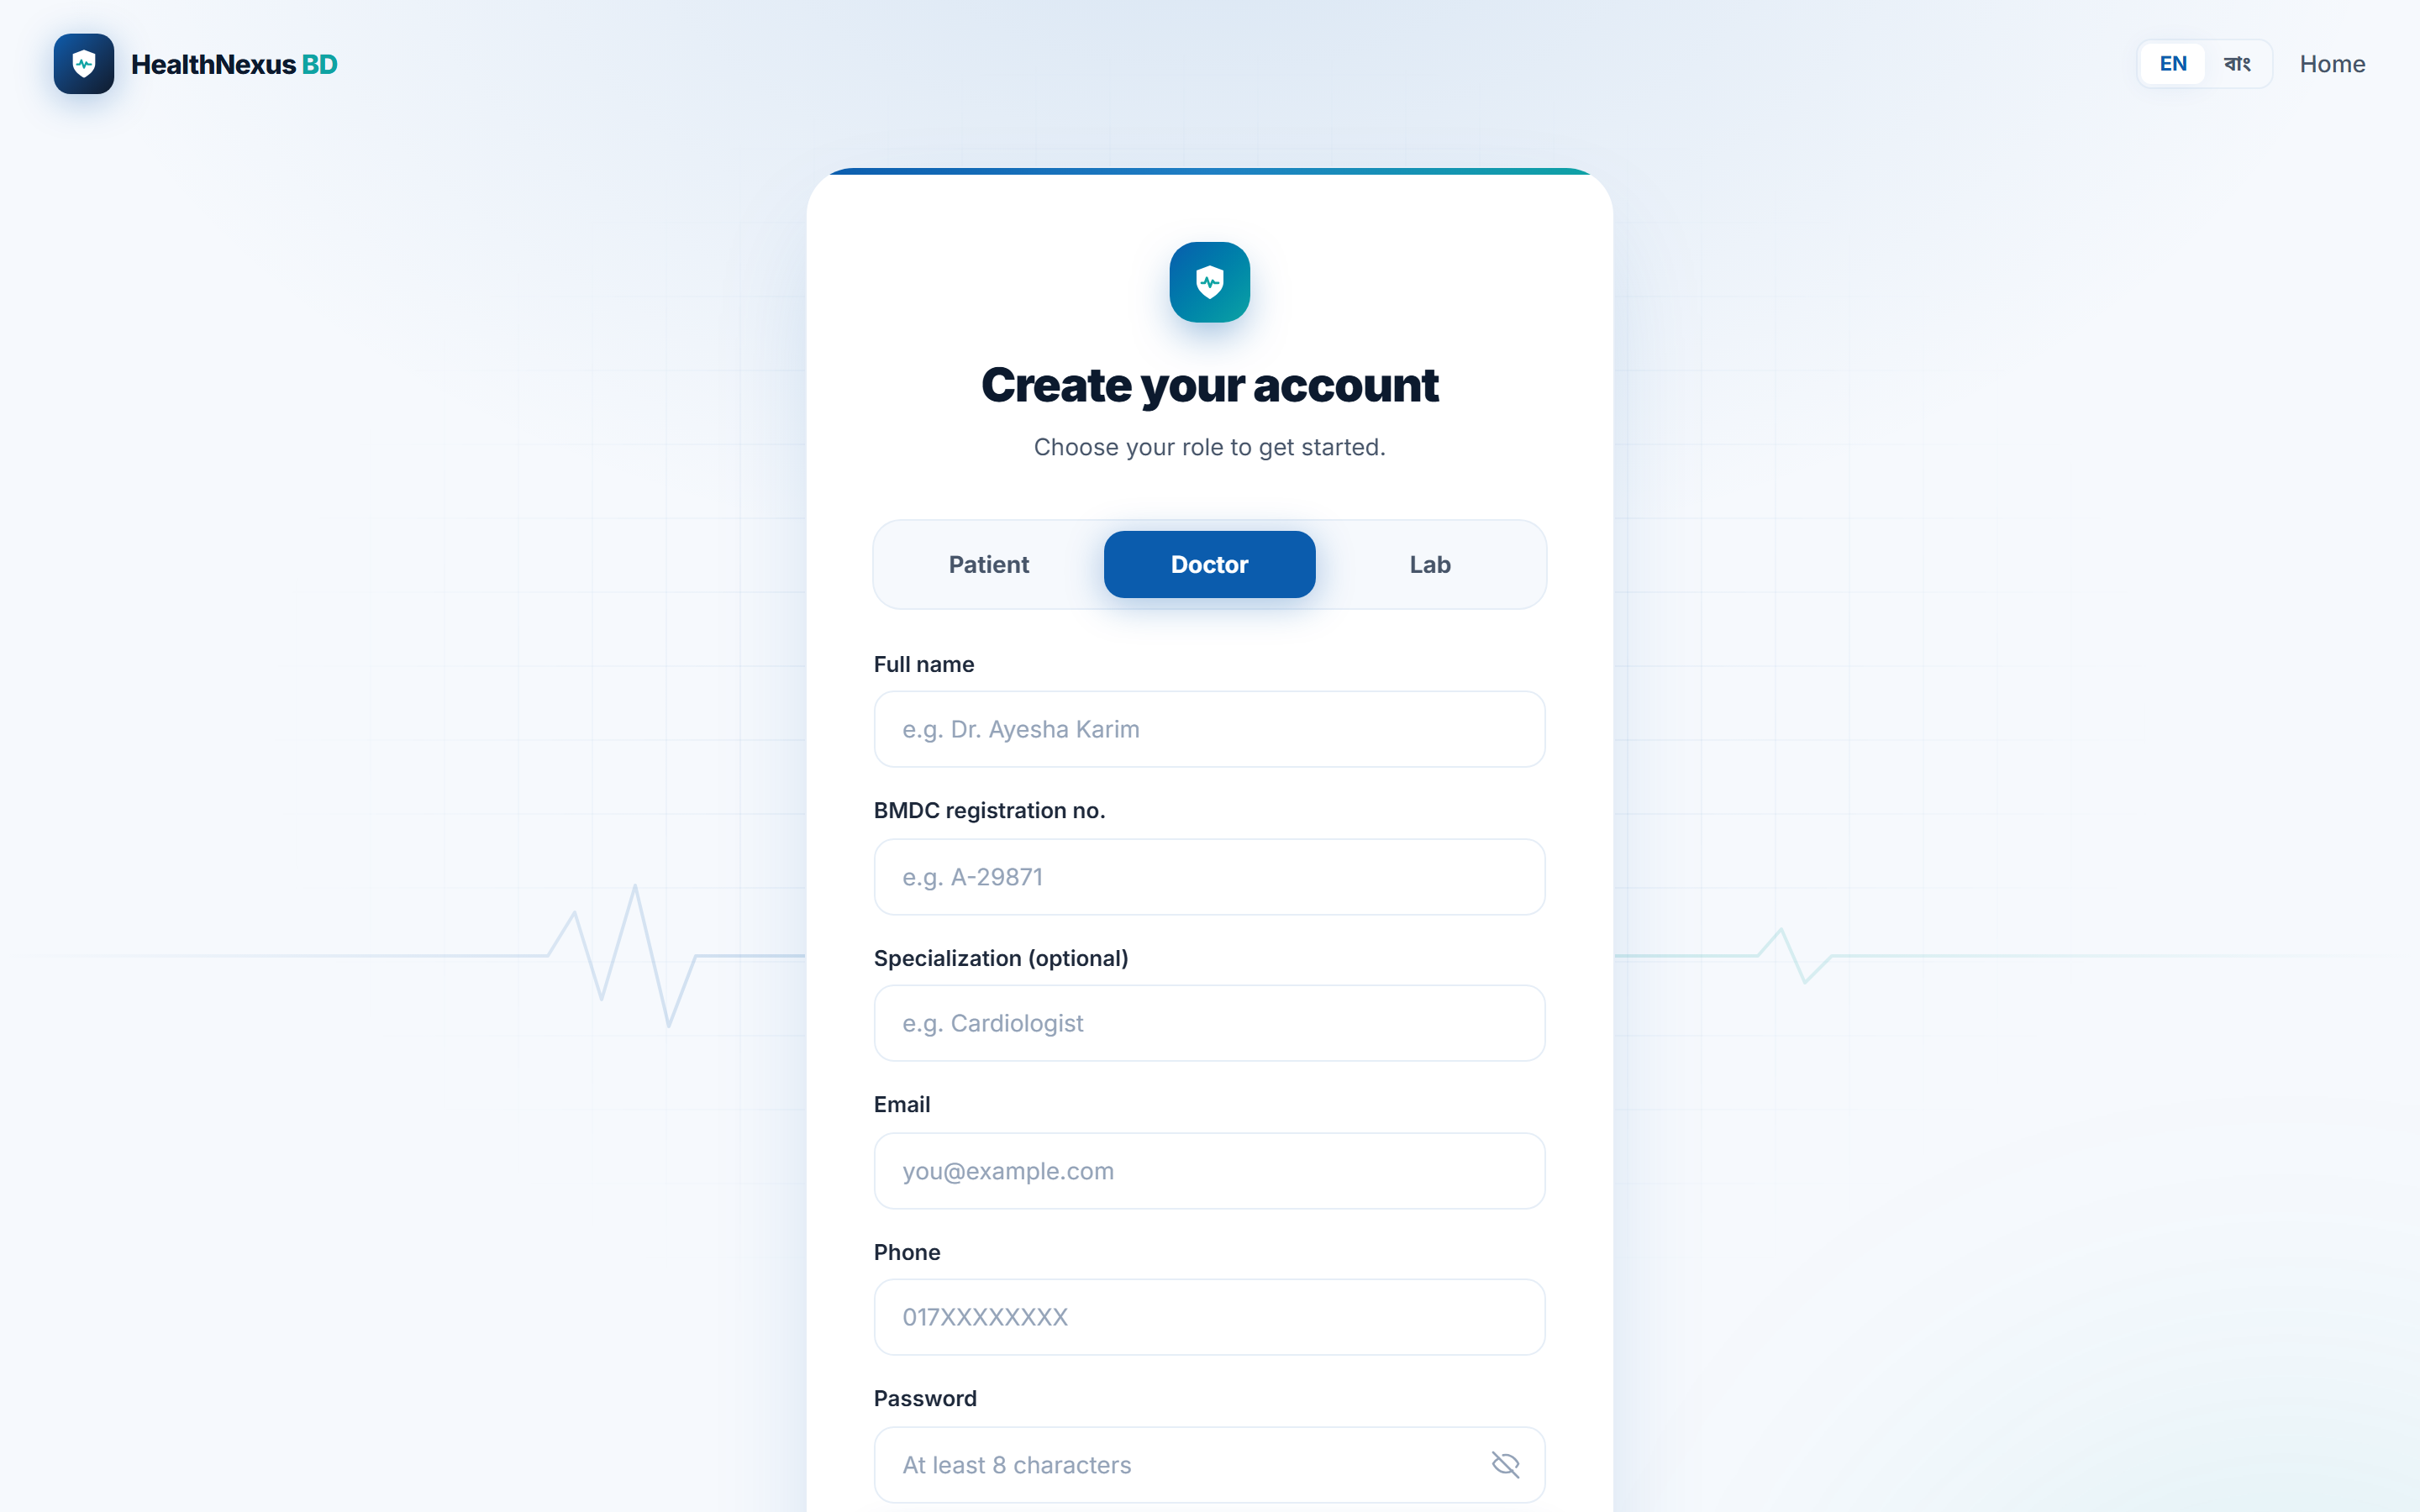 HealthNexus BD
EN বাং Home
Create your account
Choose your role to get started.
Patient Doctor Lab
Full name
e.g. Dr. Ayesha Karim
BMDC registration no.
e.g. A-29871
Specialization (optional)
e.g. Cardiologist
Email
you@example.com
Phone
017XXXXXXXX
Password
At least 8 characters